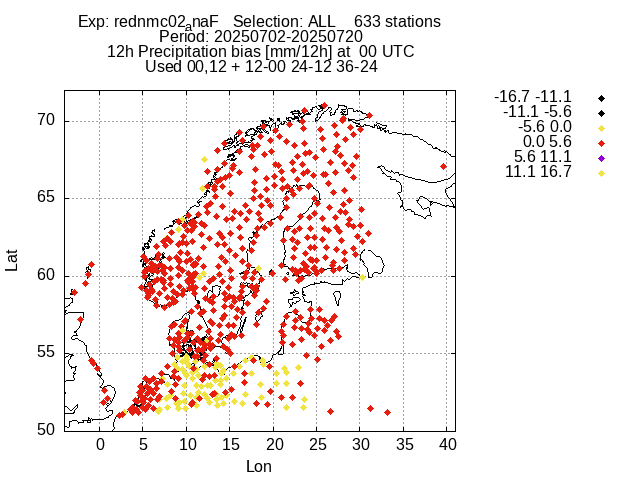 Exp: rednmc02anaF   Selection: ALL    633 stations
Period: 20250702-20250720
12h Precipitation bias [mm/12h] at  00 UTC
Used 00,12 + 12-00 24-12 36-24
-16.7 -11.1
-11.1 -5.6
-5.6 0.0
0.0 5.6
5.6 11.1
11.1 16.7
70
65
60
55
50
Lat
0 5 10 15 20 25 30 35 40
Lon